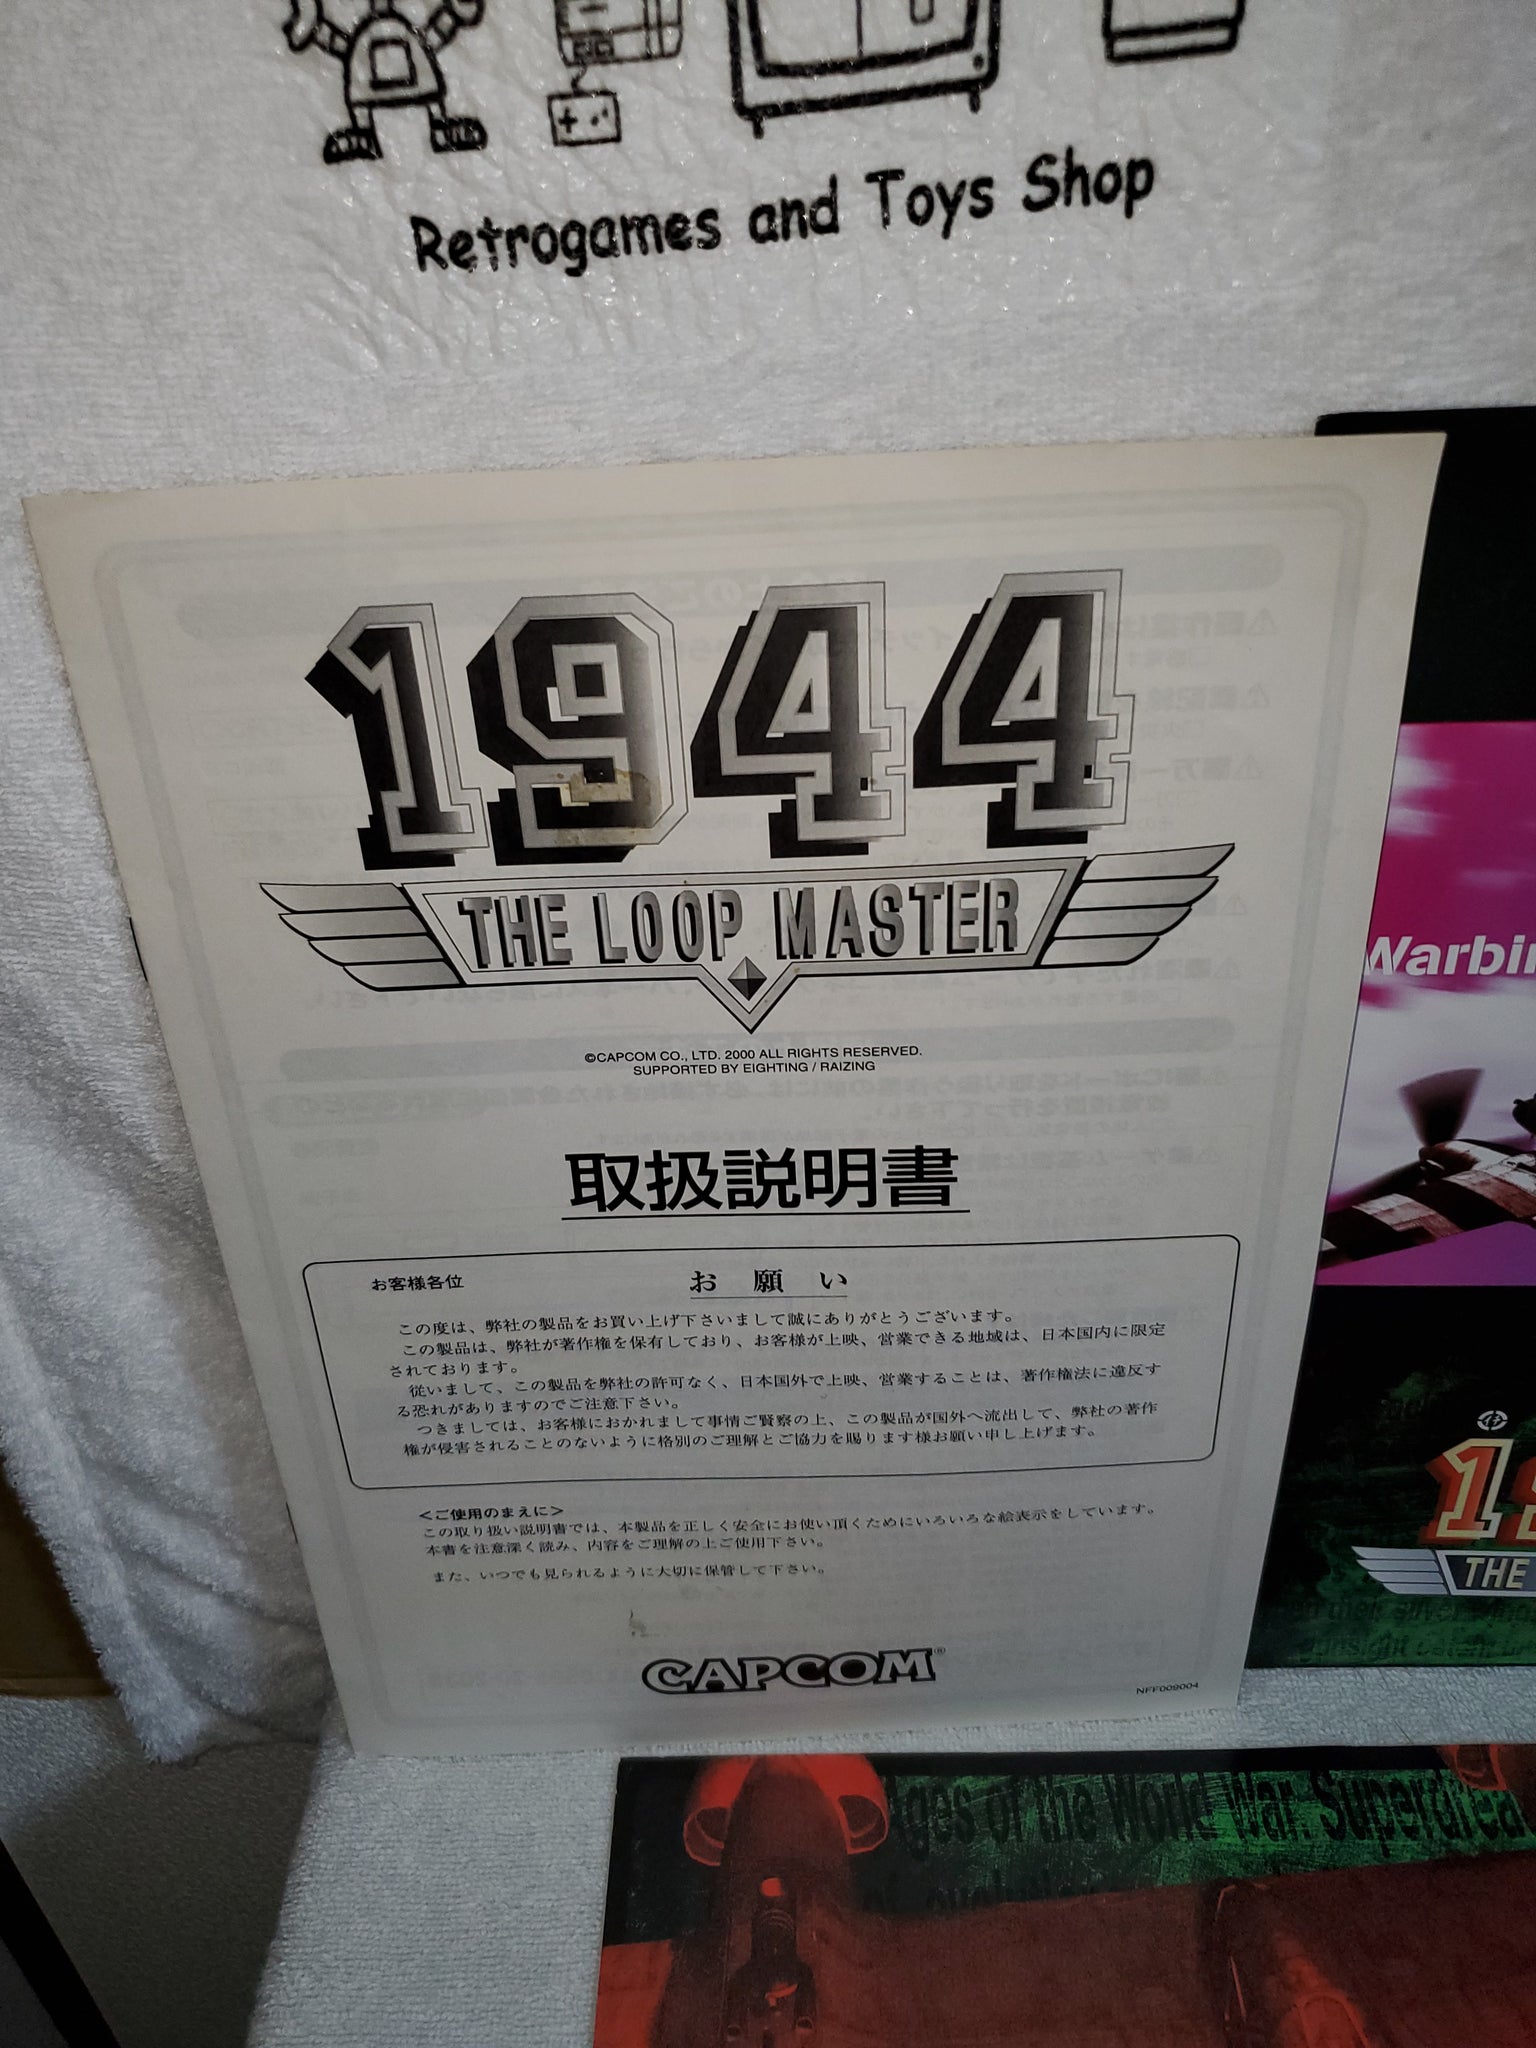 Retrogames and Toys Shop
1944
THE LOOP MASTER
©CAPCOM CO., LTD. 2000 ALL RIGHTS RESERVED.
SUPPORTED BY EIGHTING / RAIZING
取扱説明書
お客様各位
お願い
この度は、弊社の製品をお買い上げ下さいまして誠にありがとうございます。
この製品は、弊社が著作権を保有しており、お客様が上映、営業できる地域は、日本国内に限定
されております。
従いまして、この製品を弊社の許可なく、日本国外で上映、営業することは、著作権法に違反す
る恐れがありますのでご注意下さい。
つきましては、お客様におかれまして事情ご賢察の上、この製品が国外へ流出して、弊社の著作
権が侵害されることのないように格別のご理解とご協力を賜ります様お願い申し上げます。
<ご使用のまえに>
この取り扱い説明書では、本製品を正しく安全にお使い頂くためにいろいろな絵表示をしています。
本書を注意深く読み、内容をご理解の上ご使用下さい。
また、いつでも見られるように大切に保管して下さい。
CAPCOM®
NFF009004
Warbi
19
THE
ges of the World War. Superdrea